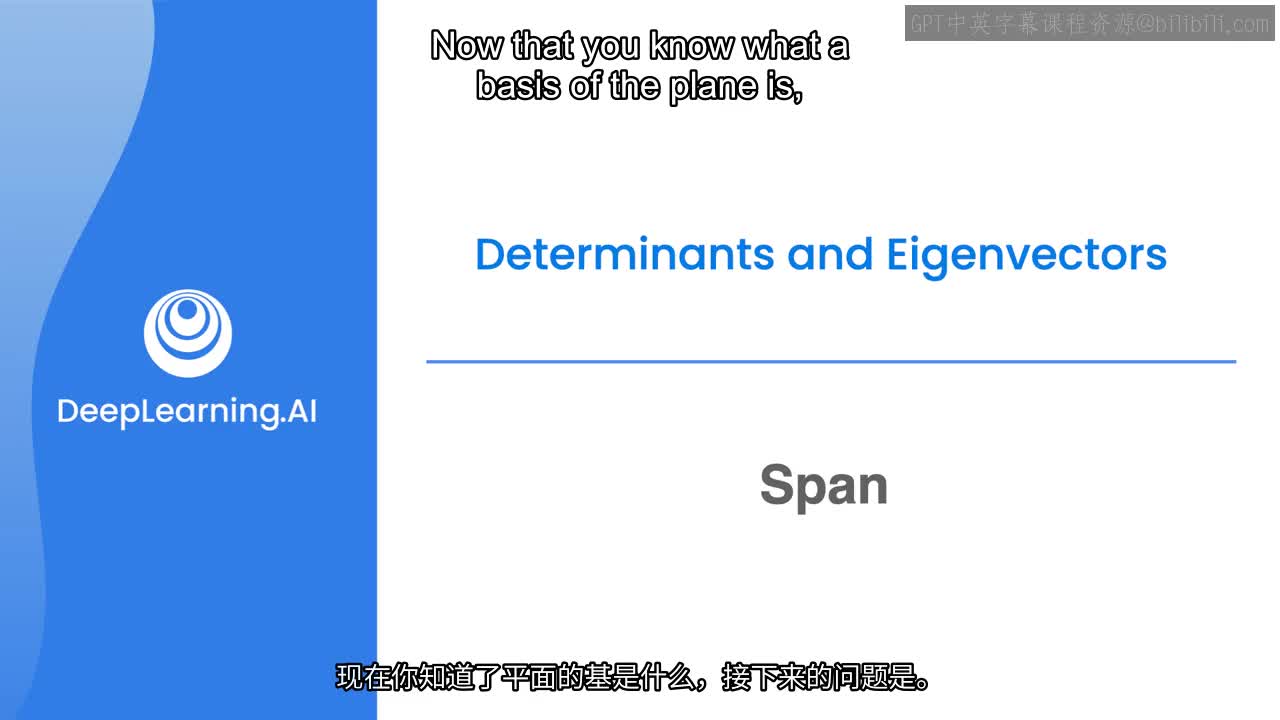 GPT中英字幕课程资源@bilibili.com
Now that you know what a
basis of the plane is,
Determinants and Eigenvectors
DeepLearning.AI
Span
现在你知道了平面的基是什么，接下来的问题是。